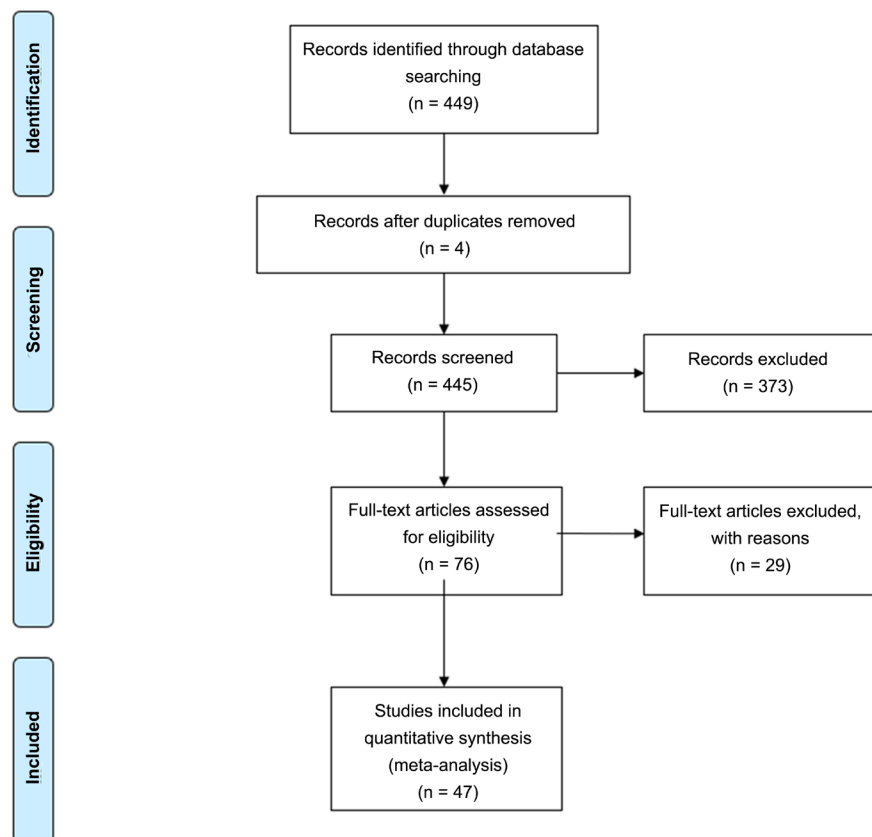 Identification
Records identified through database
searching
(n = 449)
Records after duplicates removed
(n = 4)
Screening
Records screened
(n = 445)
Records excluded
(n = 373)
Eligibility
Full-text articles assessed
for eligibility
(n = 76)
Full-text articles excluded,
with reasons
(n = 29)
Included
Studies included in
quantitative synthesis
(meta-analysis)
(n = 47)